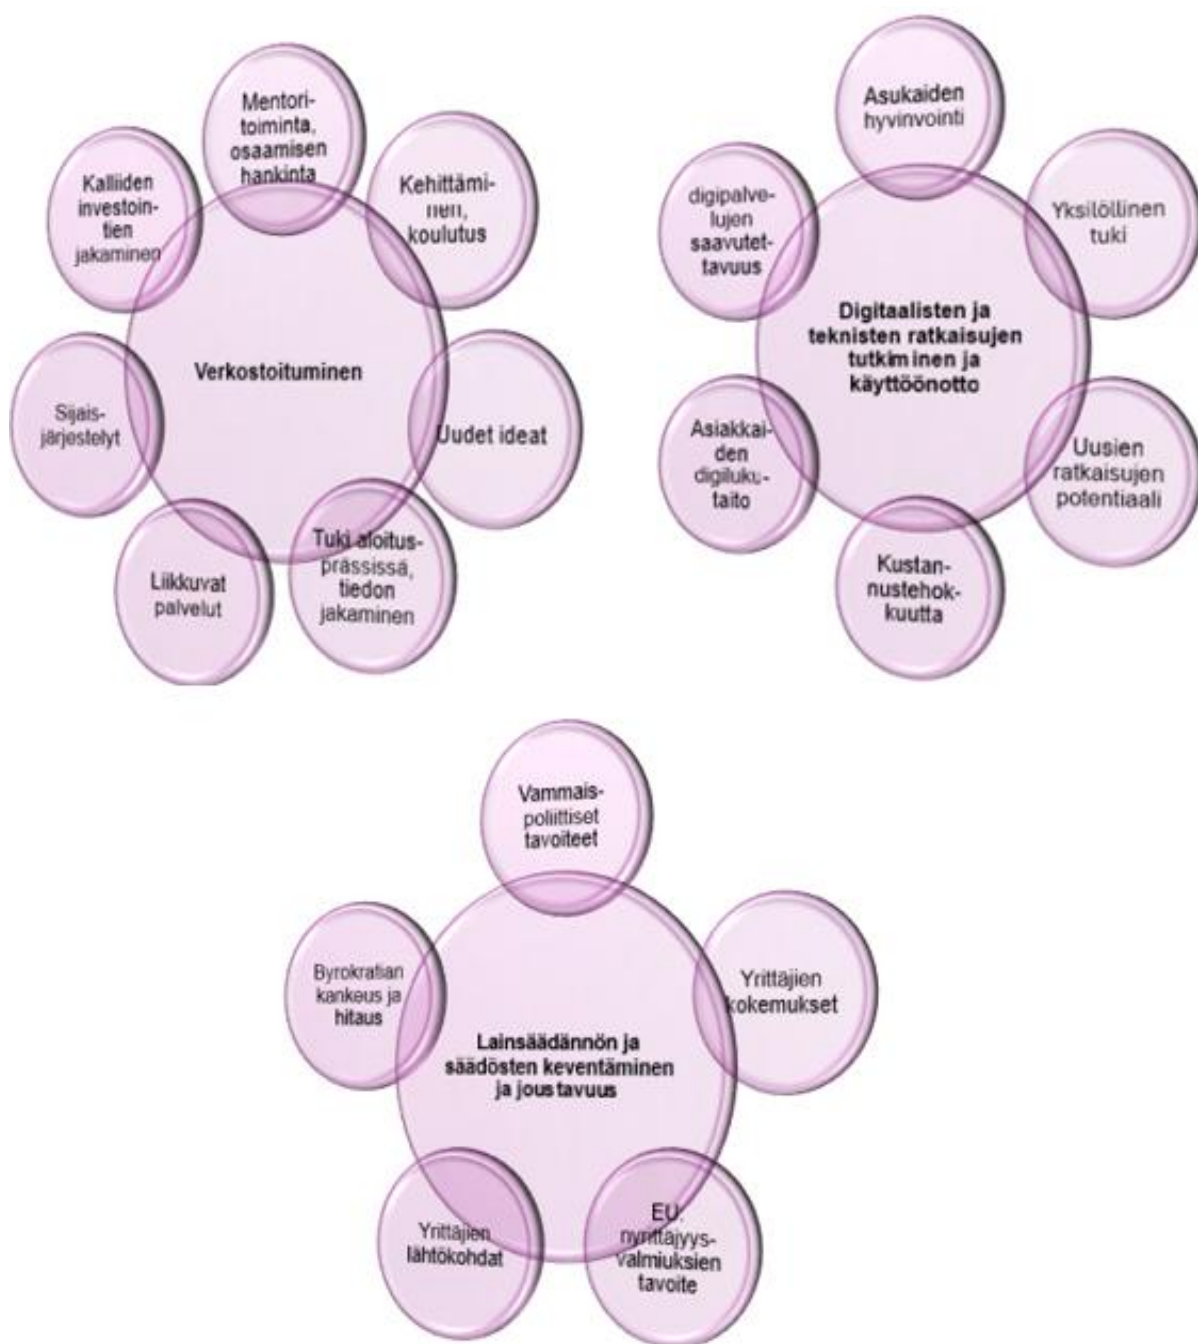 Verkostoituminen
Mentori-
toiminta,
osaamisen
hankinta
Kehittämi-
nen,
koulutus
Uudet ideat
Tuki aloitus-
prässissä,
tiedon
jakaminen
Liikkuvat
palvelut
Sijais-
järjestelyt
Kalliiden
investoin-
tien
jakaminen
Digitaalisten ja
teknisten ratkaisujen
tutkiminen ja
käyttöönotto
Asukaiden
hyvinvointi
Yksilöllinen
tuki
Uusien
ratkaisujen
potentiaali
Kustan-
nustehok-
kuutta
Asiakkai-
den
digiluku-
taito
digipalve-
lujen
saavutet-
tavuus
Lainsäädännön ja
säädösten keventäminen
ja joustavuus
Vammais-
poliittiset
tavoiteet
Yrittäjien
kokemukset
EU:
nyrittäjyys-
valmiuksien
tavoite
Yrittäjien
lähtökohdat
Byrokratian
kankeus ja
hitaus